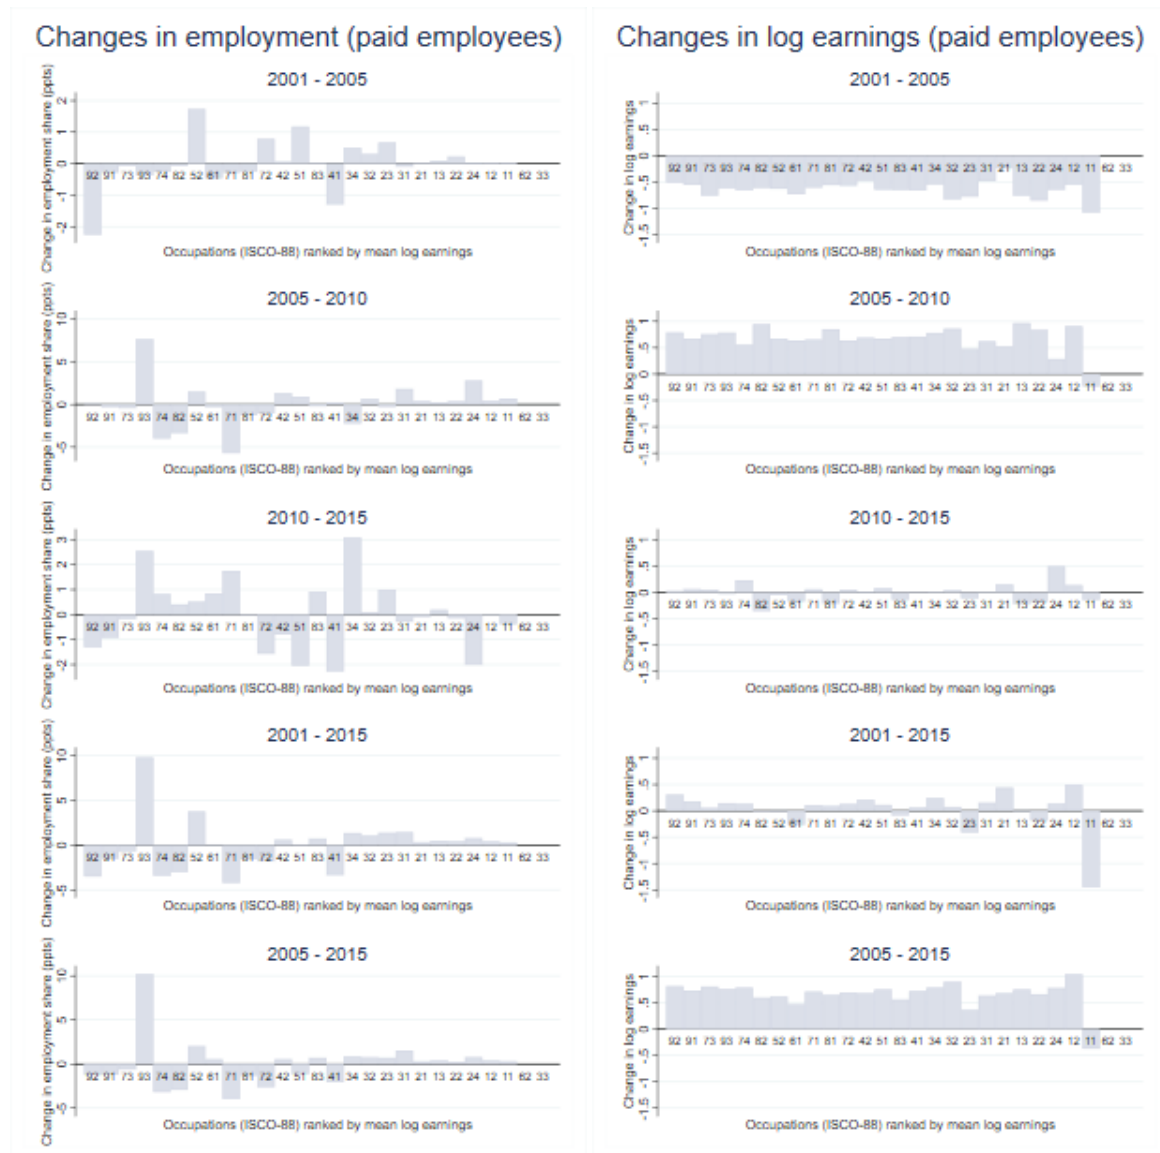 Changes in employment (paid employees)
2001 - 2005
Change in employment share (ppts)
2
1
0
-1
-2
92 91 73 93 74 82 52 61 71 81 72 42 51 83 41 34 32 23 31 21 13 22 24 12 11 62 33
Occupations (ISCO-88) ranked by mean log earnings
2005 - 2010
Change in employment share (ppts)
10
5
0
-5
92 91 73 93 74 82 52 61 71 81 72 42 51 83 41 34 32 23 31 21 13 22 24 12 11 62 33
Occupations (ISCO-88) ranked by mean log earnings
2010 - 2015
Change in employment share (ppts)
3
2
1
0
-1
-2
92 91 73 93 74 82 52 61 71 81 72 42 51 83 41 34 32 23 31 21 13 22 24 12 11 62 33
Occupations (ISCO-88) ranked by mean log earnings
2001 - 2015
Change in employment share (ppts)
10
5
0
-5
92 91 73 93 74 82 52 61 71 81 72 42 51 83 41 34 32 23 31 21 13 22 24 12 11 62 33
Occupations (ISCO-88) ranked by mean log earnings
2005 - 2015
Change in employment share (ppts)
10
5
0
-5
92 91 73 93 74 82 52 61 71 81 72 42 51 83 41 34 32 23 31 21 13 22 24 12 11 62 33
Occupations (ISCO-88) ranked by mean log earnings
Changes in log earnings (paid employees)
2001 - 2005
Change in log earnings
1
.5
0
-.5
-1
-1.5
92 91 73 93 74 82 52 61 71 81 72 42 51 83 41 34 32 23 31 21 13 22 24 12 11 62 33
Occupations (ISCO-88) ranked by mean log earnings
2005 - 2010
Change in log earnings
1
.5
0
-.5
-1
-1.5
92 91 73 93 74 82 52 61 71 81 72 42 51 83 41 34 32 23 31 21 13 22 24 12 11 62 33
Occupations (ISCO-88) ranked by mean log earnings
2010 - 2015
Change in log earnings
1
.5
0
-.5
-1
-1.5
92 91 73 93 74 82 52 61 71 81 72 42 51 83 41 34 32 23 31 21 13 22 24 12 11 62 33
Occupations (ISCO-88) ranked by mean log earnings
2001 - 2015
Change in log earnings
1
.5
0
-.5
-1
-1.5
92 91 73 93 74 82 52 61 71 81 72 42 51 83 41 34 32 23 31 21 13 22 24 12 11 62 33
Occupations (ISCO-88) ranked by mean log earnings
2005 - 2015
Change in log earnings
1
.5
0
-.5
-1
-1.5
92 91 73 93 74 82 52 61 71 81 72 42 51 83 41 34 32 23 31 21 13 22 24 12 11 62 33
Occupations (ISCO-88) ranked by mean log earnings